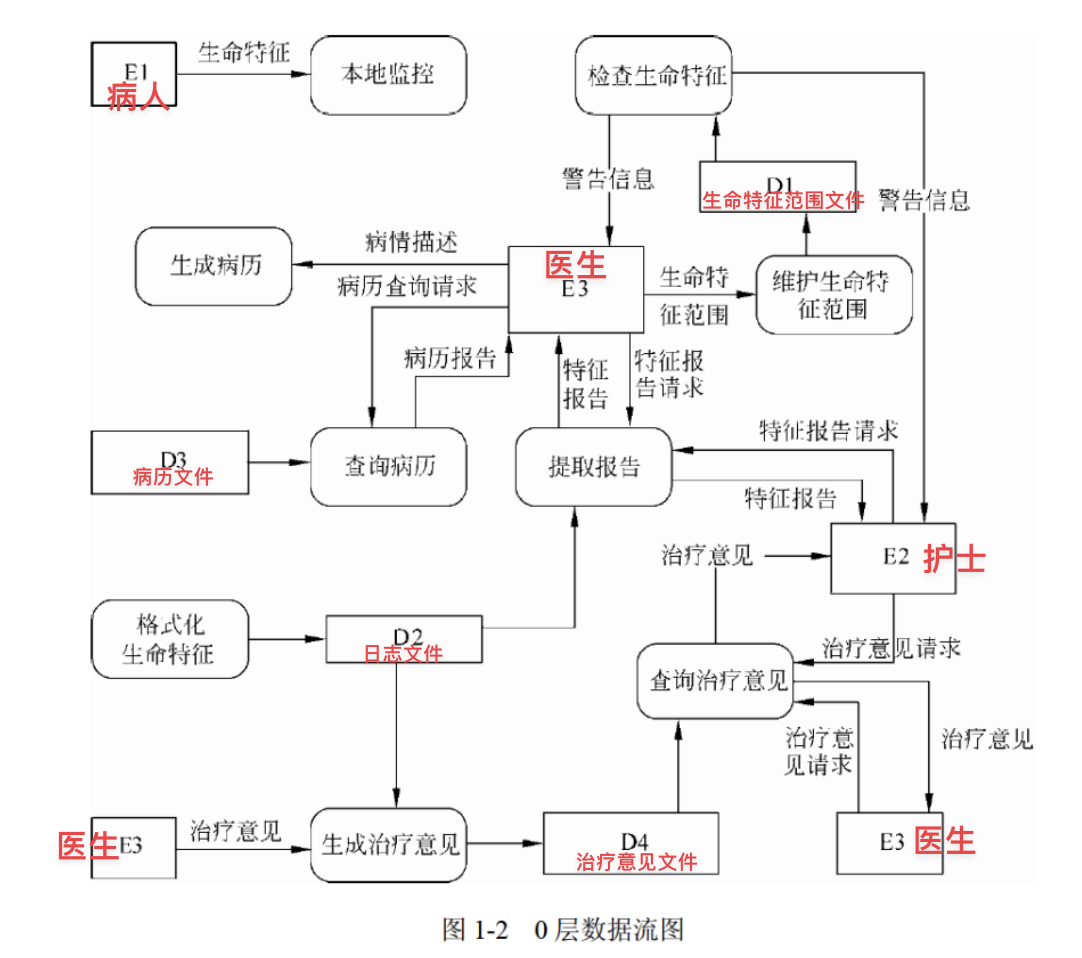 生命特征
E1
病人
本地监控
检查生命特征
警告信息
D1
生命特征范围文件
警告信息
生成病历
病情描述
病历查询请求
医生
E3
生命特
征范围
维护生命特
征范围
病历报告
特征
报告
特征报
告请求
D3
病历文件
查询病历
提取报告
特征报告请求
特征报告
治疗意见
E2
护士
格式化
生命特征
D2
日志文件
治疗意见请求
查询治疗意见
治疗意
见请求
治疗意见
医生
E3
治疗意见
生成治疗意见
D4
治疗意见文件
E3
医生
图 1-2 0 层数据流图